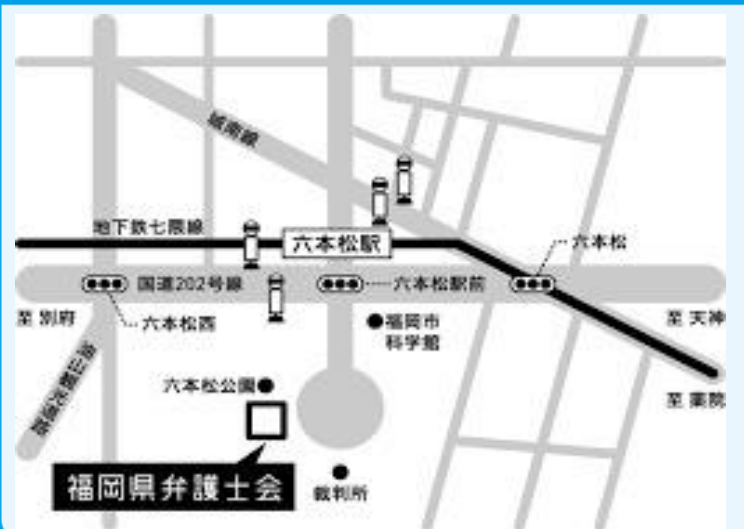 城南線
地下鉄七隈線
六本松駅
六本松
国道202号線
六本松駅前
至 別府
六本松西
福岡市
科学館
至 天神
六本松公園
至 薬院
福岡県弁護士会
裁判所